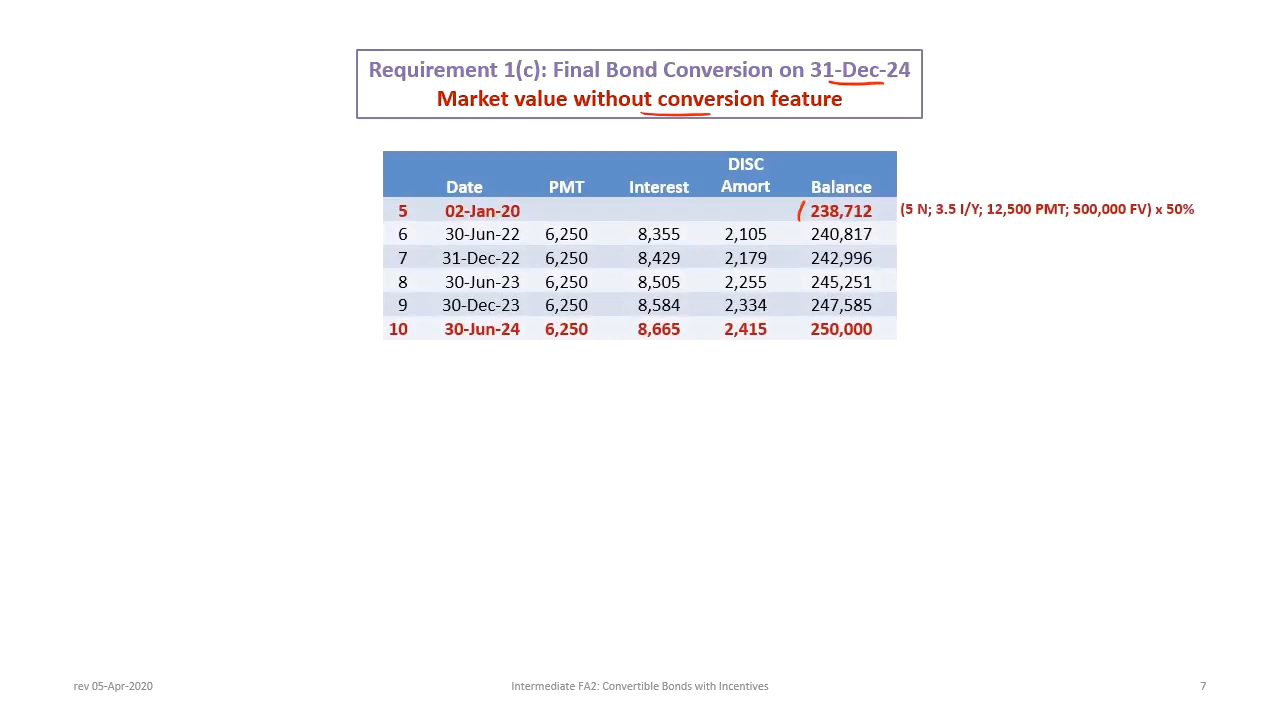 Requirement 1(c): Final Bond Conversion on 31-Dec-24
Market value without conversion feature
DISC
Date PMT Interest Amort Balance
5 02-Jan-20 238,712 (5 N; 3.5 I/Y; 12,500 PMT; 500,000 FV) x 50%
6 30-Jun-22 6,250 8,355 2,105 240,817
7 31-Dec-22 6,250 8,429 2,179 242,996
8 30-Jun-23 6,250 8,505 2,255 245,251
9 30-Dec-23 6,250 8,584 2,334 247,585
10 30-Jun-24 6,250 8,665 2,415 250,000
rev 05-Apr-2020 Intermediate FA2: Convertible Bonds with Incentives 7